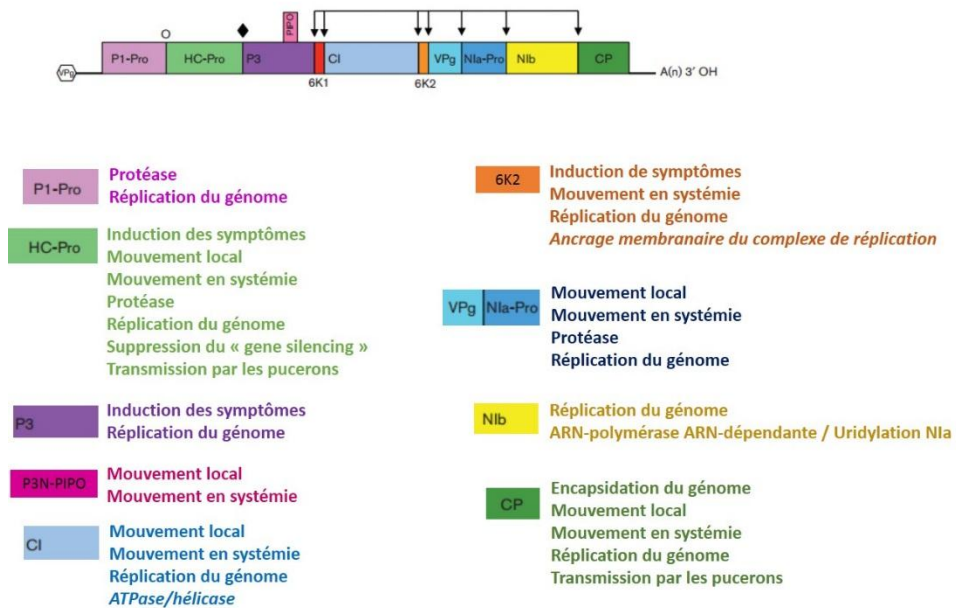 PIPO
P1-Pro HC-Pro P3 CI VPg NIa-Pro NIb CP
VPg
A(n) 3′ OH
6K1 6K2
P1-Pro
Protéase
Réplication du génome
HC-Pro
Induction des symptômes
Mouvement local
Mouvement en systémie
Protéase
Réplication du génome
Suppression du « gene silencing »
Transmission par les pucerons
P3
Induction des symptômes
Réplication du génome
P3N-PIPO
Mouvement local
Mouvement en systémie
CI
Mouvement local
Mouvement en systémie
Réplication du génome
ATPase/hélicase
6K2
Induction de symptômes
Mouvement en systémie
Réplication du génome
Ancrage membranaire du complexe de réplication
VPg NIa-Pro
Mouvement local
Mouvement en systémie
Protéase
Réplication du génome
NIb
Réplication du génome
ARN-polymérase ARN-dépendante / Uridylation NIa
CP
Encapsidation du génome
Mouvement local
Mouvement en systémie
Réplication du génome
Transmission par les pucerons